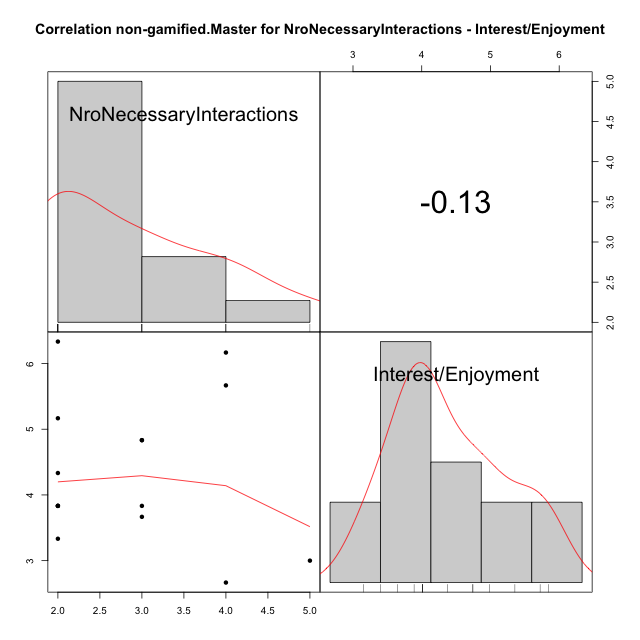 Correlation non-gamified.Master for NroNecessaryInteractions - Interest/Enjoyment
3 4 5 6
NroNecessaryInteractions
-0.13
5.0
4.5
4.0
3.5
3.0
2.5
2.0
Interest/Enjoyment
6
5
4
3
2.0 2.5 3.0 3.5 4.0 4.5 5.0